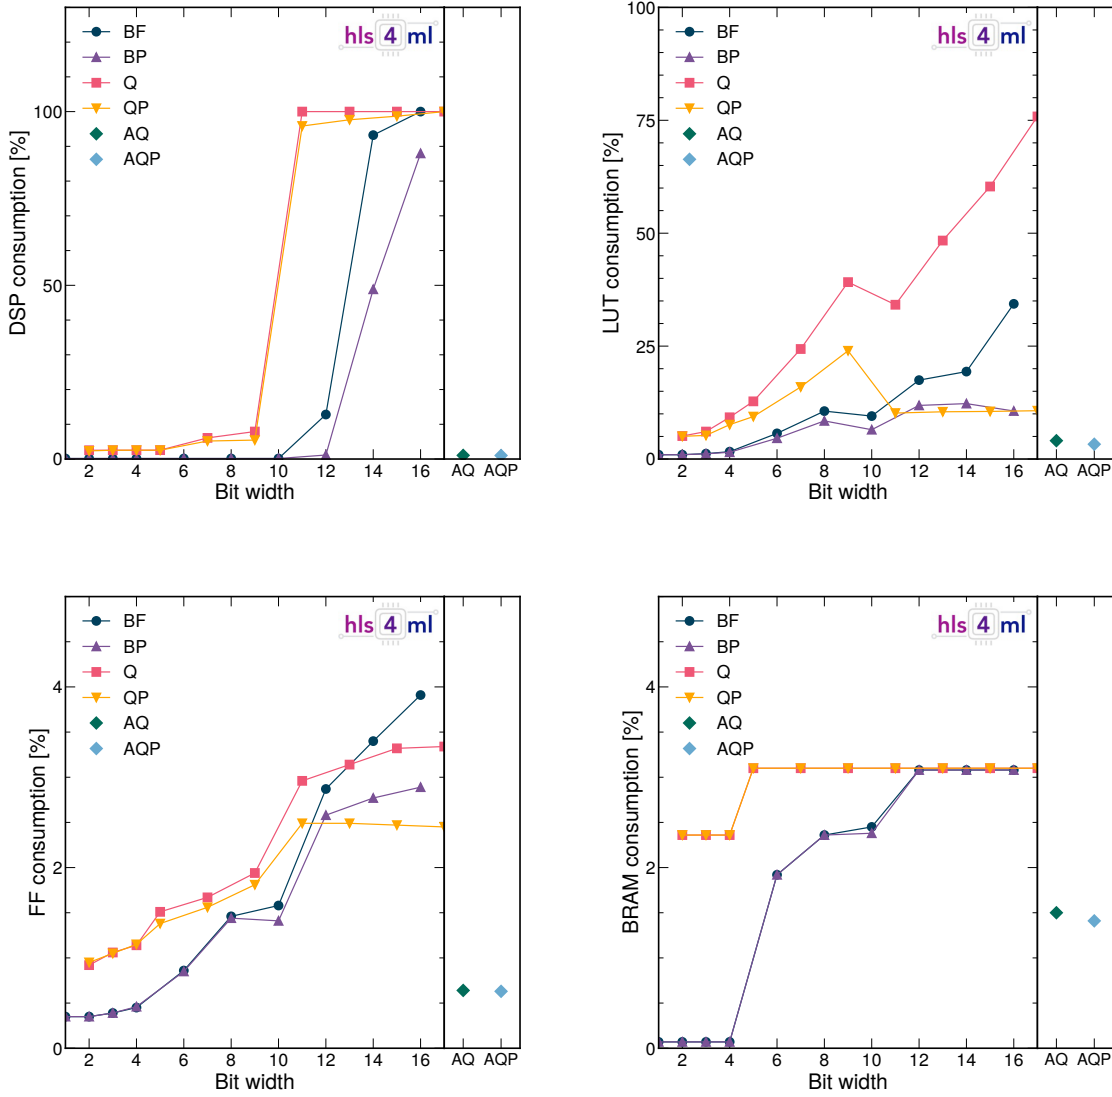 DSP consumption [%]
100
50
0
BF
BP
Q
QP
AQ
AQP
hls 4 ml
2 4 6 8 10 12 14 16 AQ AQP
Bit width
LUT consumption [%]
100
75
50
25
0
BF
BP
Q
QP
AQ
AQP
hls 4 ml
2 4 6 8 10 12 14 16 AQ AQP
Bit width
FF consumption [%]
4
2
0
BF
BP
Q
QP
AQ
AQP
hls 4 ml
2 4 6 8 10 12 14 16 AQ AQP
Bit width
BRAM consumption [%]
4
2
0
BF
BP
Q
QP
AQ
AQP
hls 4 ml
2 4 6 8 10 12 14 16 AQ AQP
Bit width